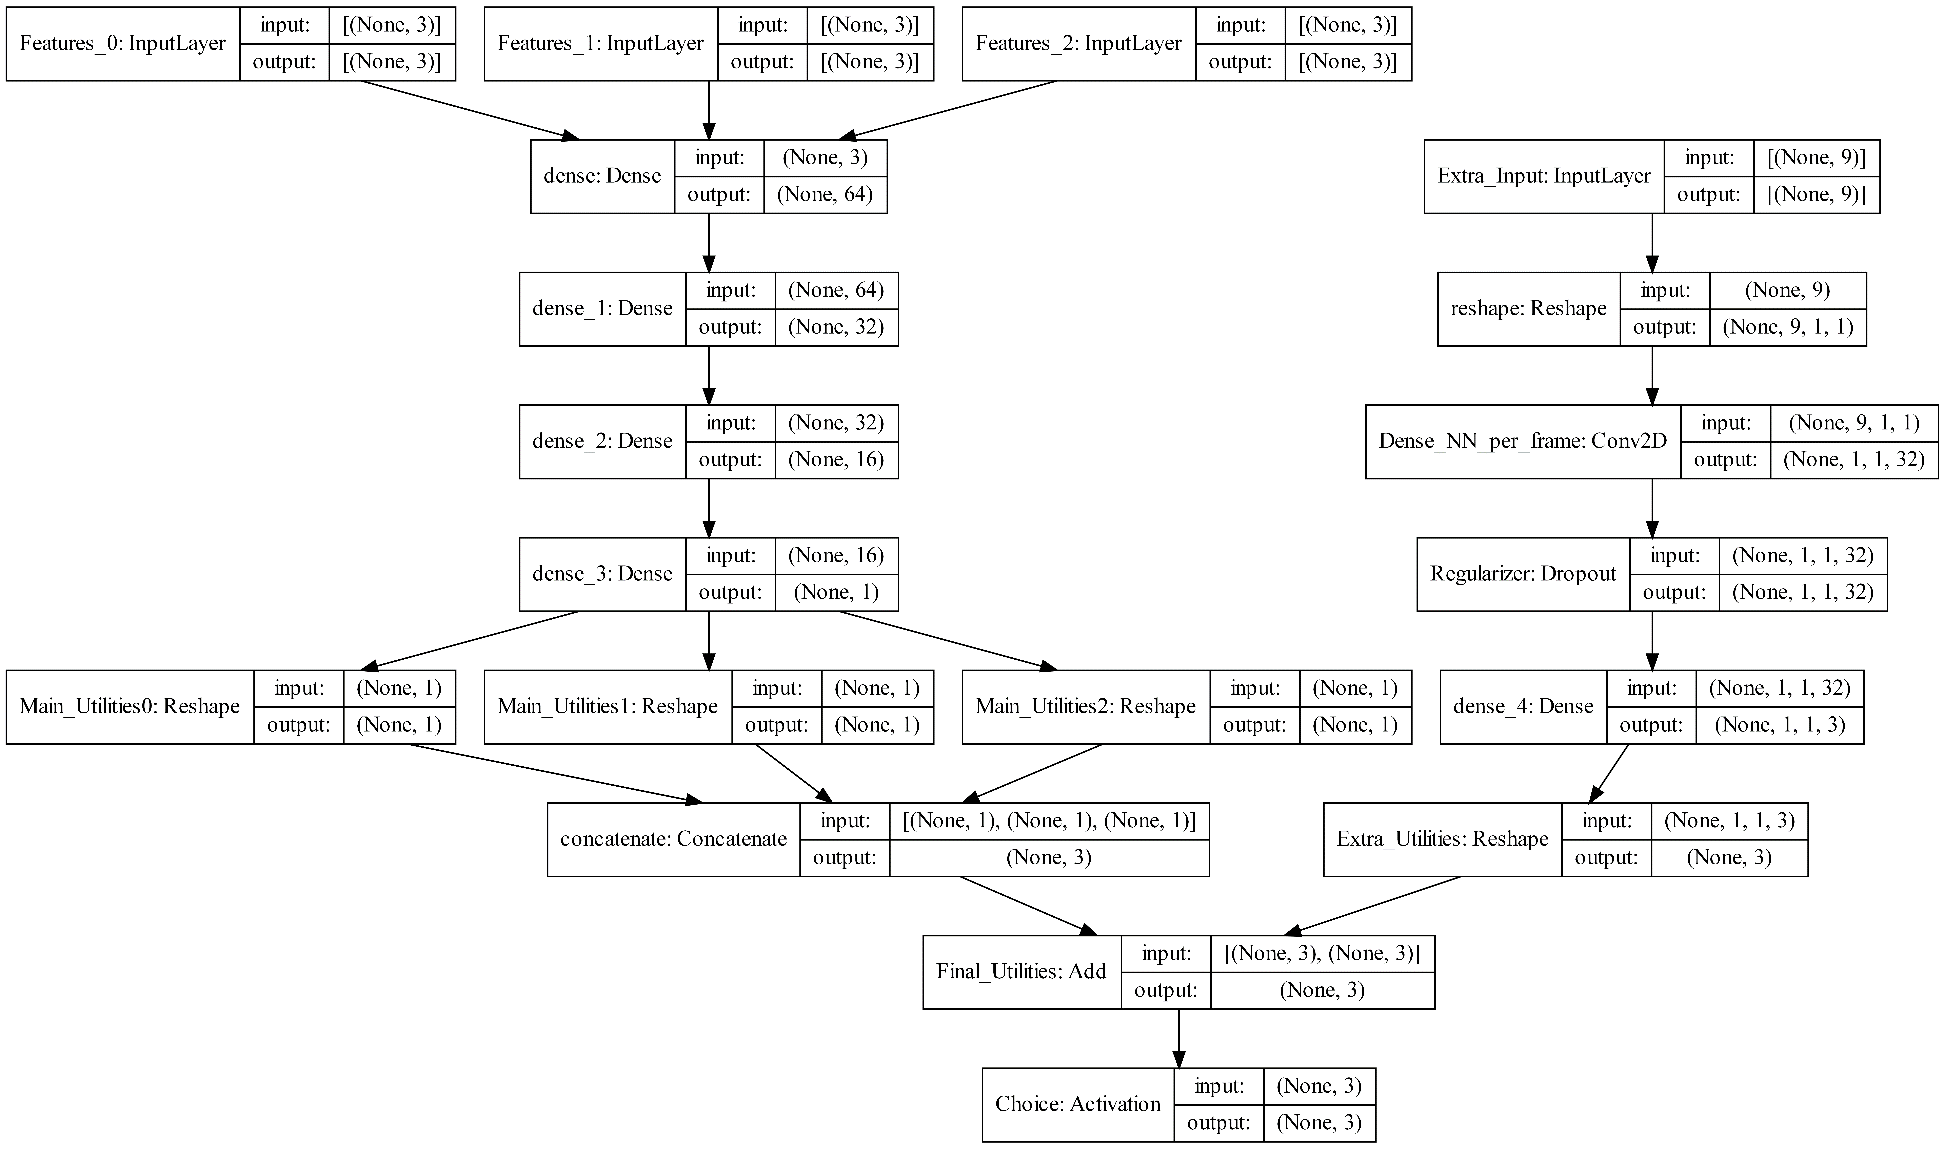 Features_0: InputLayer
input: [(None, 3)]
output: [(None, 3)]
Features_1: InputLayer
input: [(None, 3)]
output: [(None, 3)]
Features_2: InputLayer
input: [(None, 3)]
output: [(None, 3)]
dense: Dense
input: (None, 3)
output: (None, 64)
Extra_Input: InputLayer
input: [(None, 9)]
output: [(None, 9)]
dense_1: Dense
input: (None, 64)
output: (None, 32)
reshape: Reshape
input: (None, 9)
output: (None, 9, 1, 1)
dense_2: Dense
input: (None, 32)
output: (None, 16)
Dense_NN_per_frame: Conv2D
input: (None, 9, 1, 1)
output: (None, 1, 1, 32)
dense_3: Dense
input: (None, 16)
output: (None, 1)
Regularizer: Dropout
input: (None, 1, 1, 32)
output: (None, 1, 1, 32)
Main_Utilities0: Reshape
input: (None, 1)
output: (None, 1)
Main_Utilities1: Reshape
input: (None, 1)
output: (None, 1)
Main_Utilities2: Reshape
input: (None, 1)
output: (None, 1)
dense_4: Dense
input: (None, 1, 1, 32)
output: (None, 1, 1, 3)
concatenate: Concatenate
input: [(None, 1), (None, 1), (None, 1)]
output: (None, 3)
Extra_Utilities: Reshape
input: (None, 1, 1, 3)
output: (None, 3)
Final_Utilities: Add
input: [(None, 3), (None, 3)]
output: (None, 3)
Choice: Activation
input: (None, 3)
output: (None, 3)